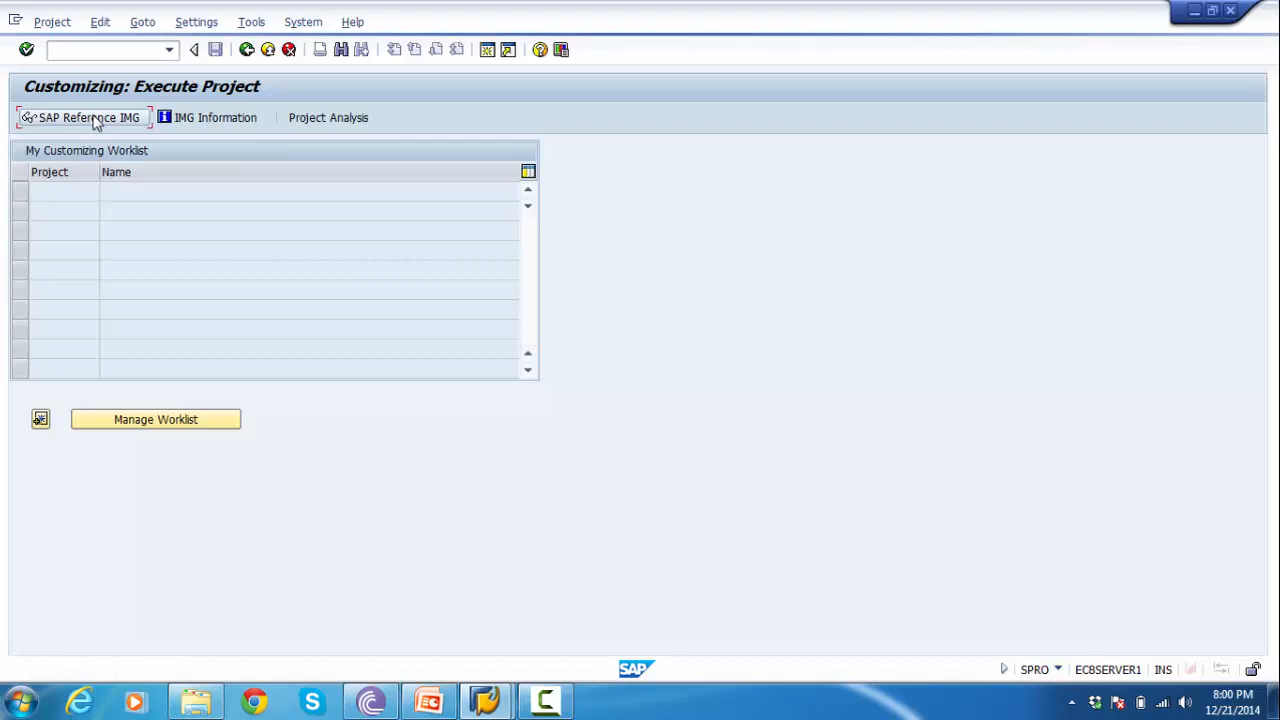 Project Edit Goto Settings Tools System Help
Customizing: Execute Project
SAP Reference IMG IMG Information Project Analysis
My Customizing Worklist
Project Name
Manage Worklist
SAP SPRO EC8SERVER1 INS
8:00 PM
12/21/2014